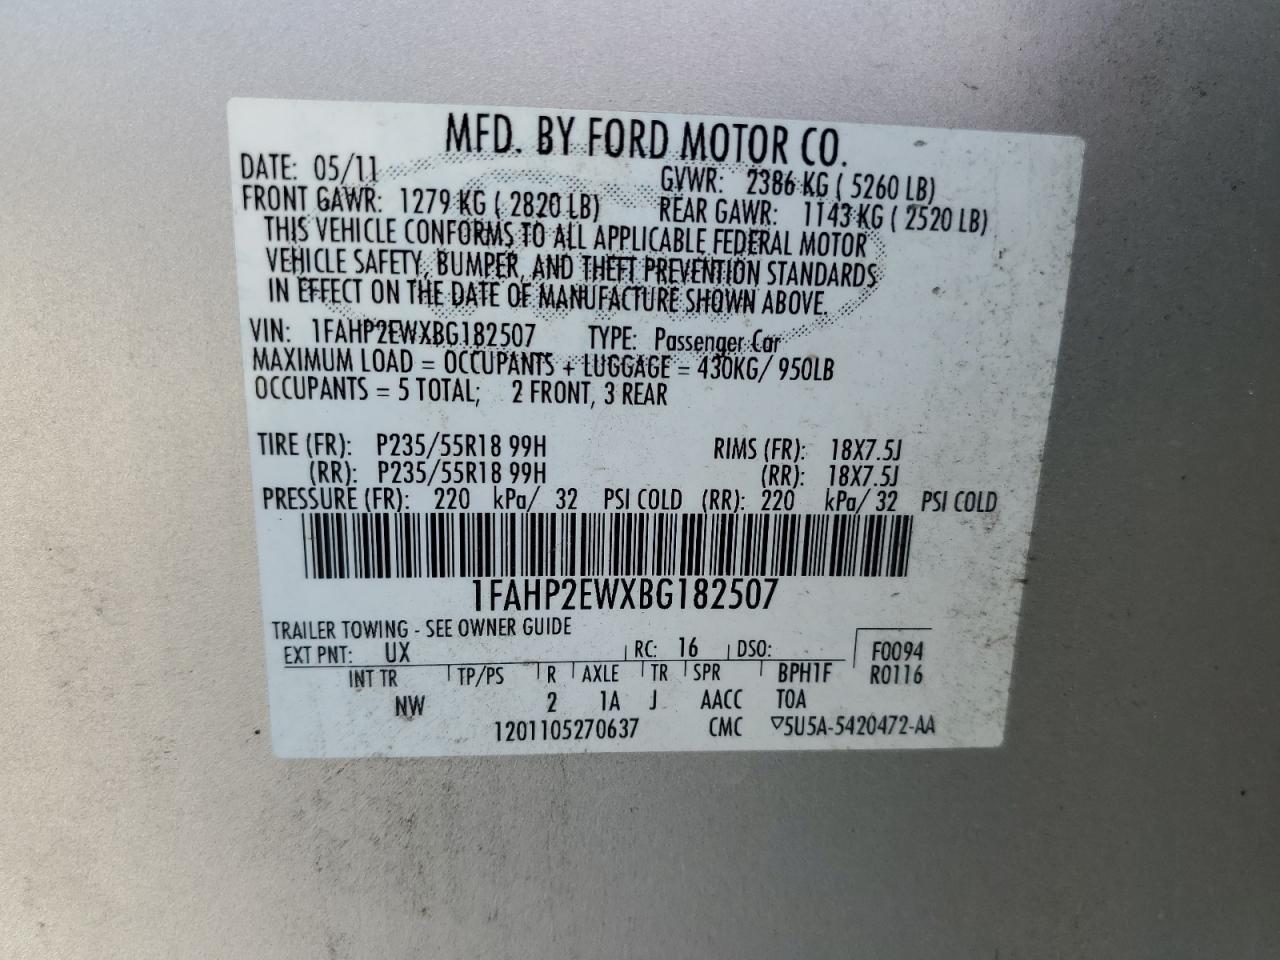 MFD. BY FORD MOTOR CO.
DATE: 05/11 GVWR: 2386 KG ( 5260 LB)
FRONT GAWR: 1279 KG ( 2820 LB) REAR GAWR: 1143 KG ( 2520 LB)
THIS VEHICLE CONFORMS TO ALL APPLICABLE FEDERAL MOTOR
VEHICLE SAFETY, BUMPER, AND THEFT PREVENTION STANDARDS
IN EFFECT ON THE DATE OF MANUFACTURE SHOWN ABOVE.
VIN: 1FAHP2EWXBG182507 TYPE: Passenger Car
MAXIMUM LOAD = OCCUPANTS + LUGGAGE = 430KG/ 950LB
OCCUPANTS = 5 TOTAL; 2 FRONT, 3 REAR
TIRE (FR): P235/55R18 99H RIMS (FR): 18X7.5J
(RR): P235/55R18 99H (RR): 18X7.5J
PRESSURE (FR): 220 kPa/ 32 PSI COLD (RR): 220 kPa/ 32 PSI COLD
1FAHP2EWXBG182507
TRAILER TOWING - SEE OWNER GUIDE
EXT PNT: UX RC: 16 DSO: F0094
INT TR TP/PS R AXLE TR SPR BPH1F R0116
NW 2 1A J AACC TOA
1201105270637 CMC ▽5U5A-5420472-AA